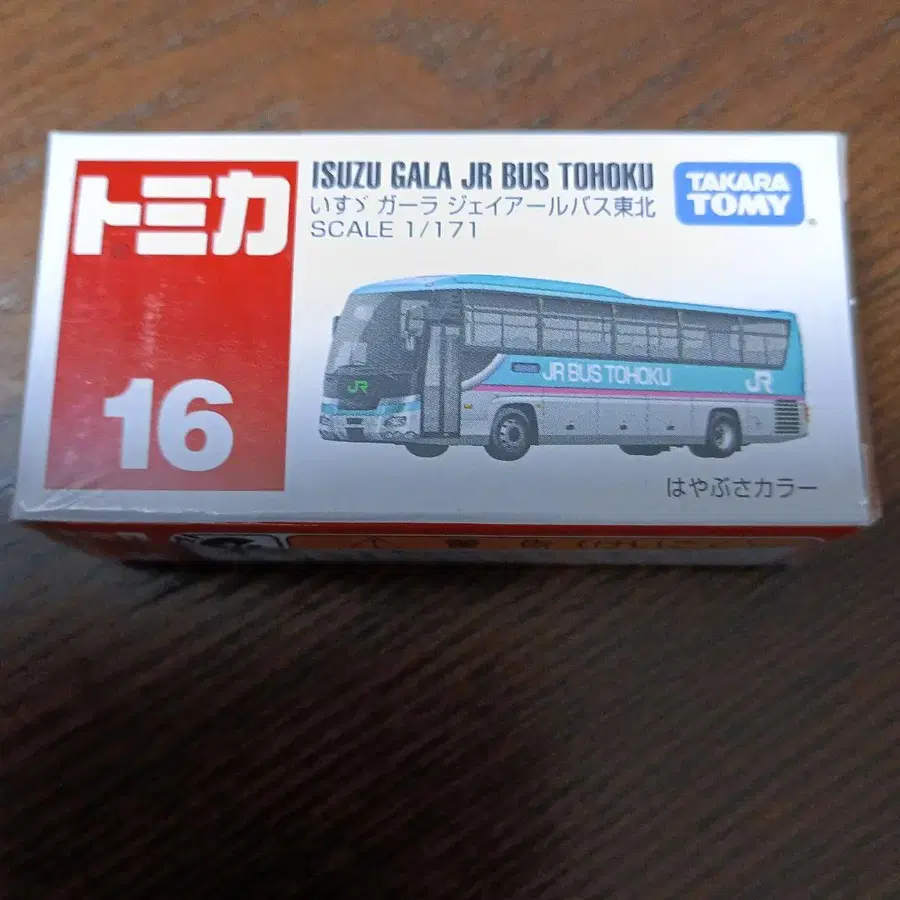 トミカ
16
ISUZU GALA JR BUS TOHOKU
いすゞ ガーラ ジェイアールバス東北
SCALE 1/171
TAKARA
TOMY
JR
JR BUS TOHOKU
JR
はやぶさカラー